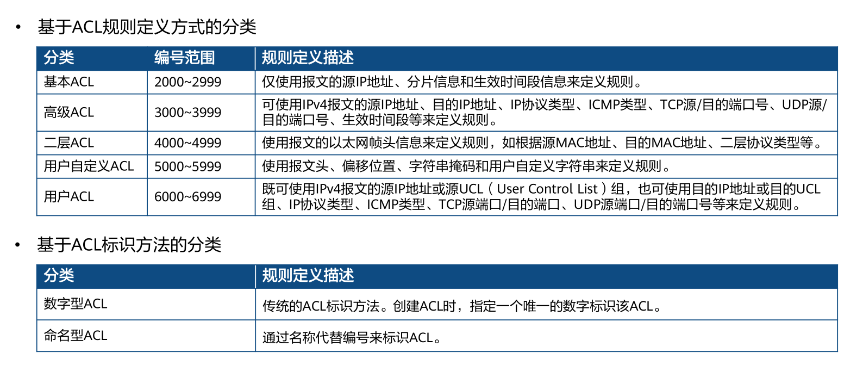 • 基于ACL规则定义方式的分类
分类 编号范围 规则定义描述
基本ACL 2000~2999 仅使用报文的源IP地址、分片信息和生效时间段信息来定义规则。
高级ACL 3000~3999 可使用IPv4报文的源IP地址、目的IP地址、IP协议类型、ICMP类型、TCP源/目的端口号、UDP源/
目的端口号、生效时间段等来定义规则。
二层ACL 4000~4999 使用报文的以太网帧头信息来定义规则，如根据源MAC地址、目的MAC地址、二层协议类型等。
用户自定义ACL 5000~5999 使用报文头、偏移位置、字符串掩码和用户自定义字符串来定义规则。
用户ACL 6000~6999 既可使用IPv4报文的源IP地址或源UCL（User Control List）组，也可使用目的IP地址或目的UCL
组、IP协议类型、ICMP类型、TCP源端口/目的端口、UDP源端口/目的端口号等来定义规则。
• 基于ACL标识方法的分类
分类 规则定义描述
数字型ACL 传统的ACL标识方法。创建ACL时，指定一个唯一的数字标识该ACL。
命名型ACL 通过名称代替编号来标识ACL。